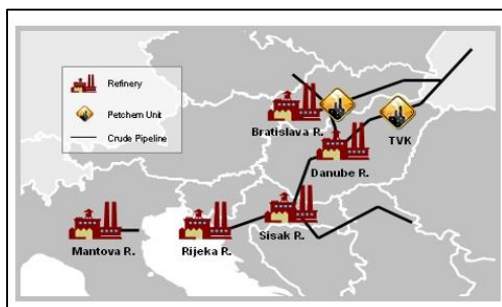 Refinery
Petchem Unit
Crude Pipeline
Bratislava R.
TVK
Danube R.
Mantova R.
Rijeka R.
Sisak R.